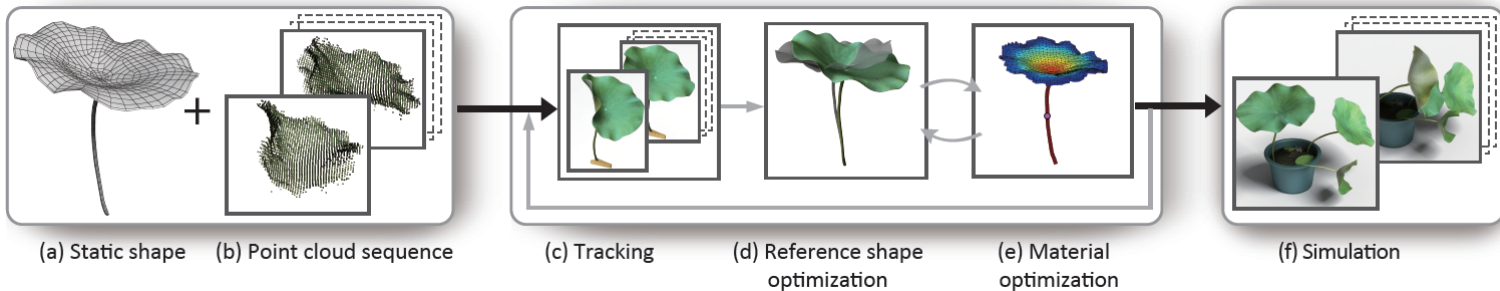 (a) Static shape
(b) Point cloud sequence
(c) Tracking
(d) Reference shape
optimization
(e) Material
optimization
(f) Simulation